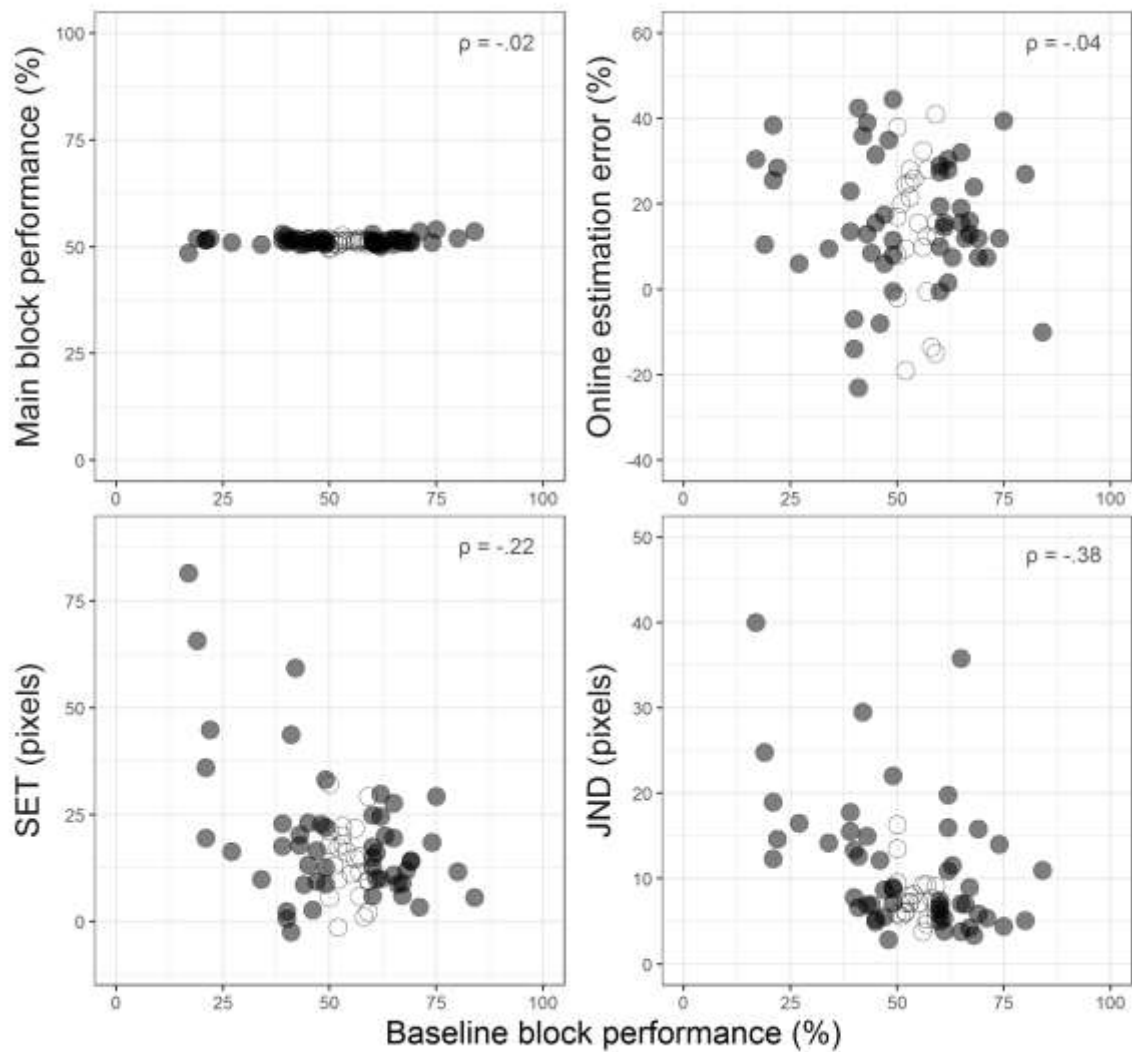 ρ = -.02
Main block performance (%)
100
75
50
25
0
0 25 50 75 100
ρ = -.04
Online estimation error (%)
60
40
20
0
-20
-40
0 25 50 75 100
ρ = -.22
SET (pixels)
75
50
25
0
0 25 50 75 100
ρ = -.38
JND (pixels)
50
40
30
20
10
0
0 25 50 75 100
Baseline block performance (%)